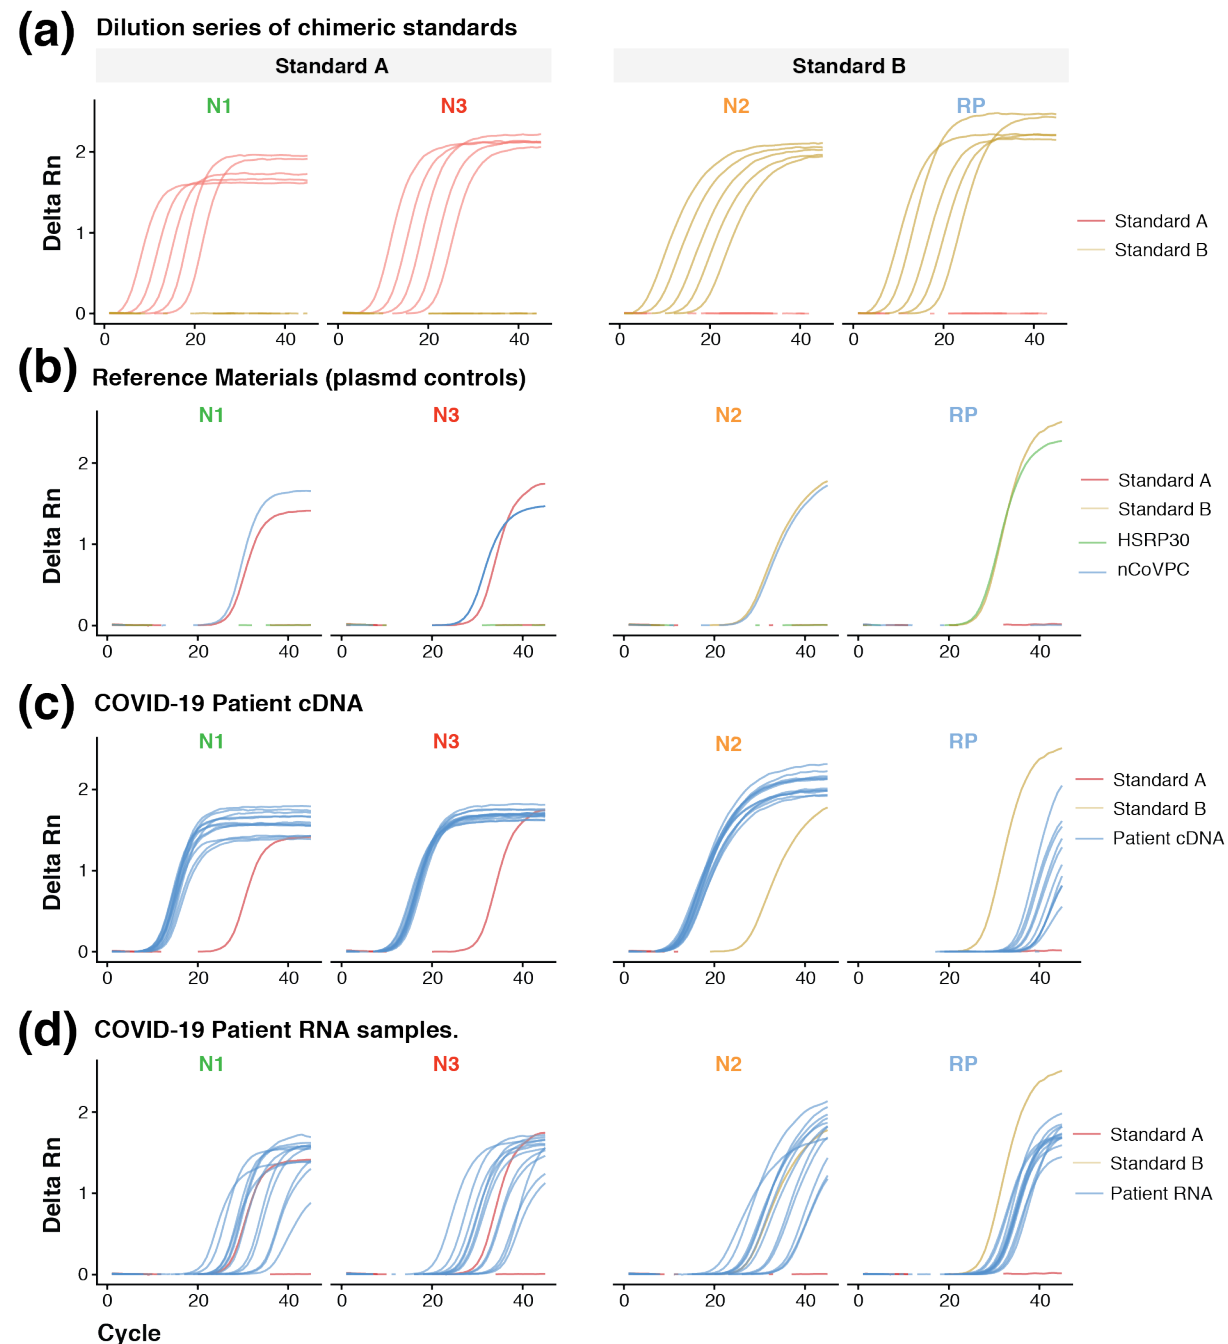 (a) Dilution series of chimeric standards
Standard A
Standard B
N1
N3
N2
RP
Delta Rn
2
1
0
0 20 40
0 20 40
0 20 40
0 20 40
Standard A
Standard B
(b) Reference Materials (plasmd controls)
N1
N3
N2
RP
Delta Rn
2
1
0
0 20 40
0 20 40
0 20 40
0 20 40
Standard A
Standard B
HSRP30
nCoVPC
(c) COVID-19 Patient cDNA
N1
N3
N2
RP
Delta Rn
2
1
0
0 20 40
0 20 40
0 20 40
0 20 40
Standard A
Standard B
Patient cDNA
(d) COVID-19 Patient RNA samples.
N1
N3
N2
RP
Delta Rn
2
1
0
0 20 40
0 20 40
0 20 40
0 20 40
Standard A
Standard B
Patient RNA
Cycle